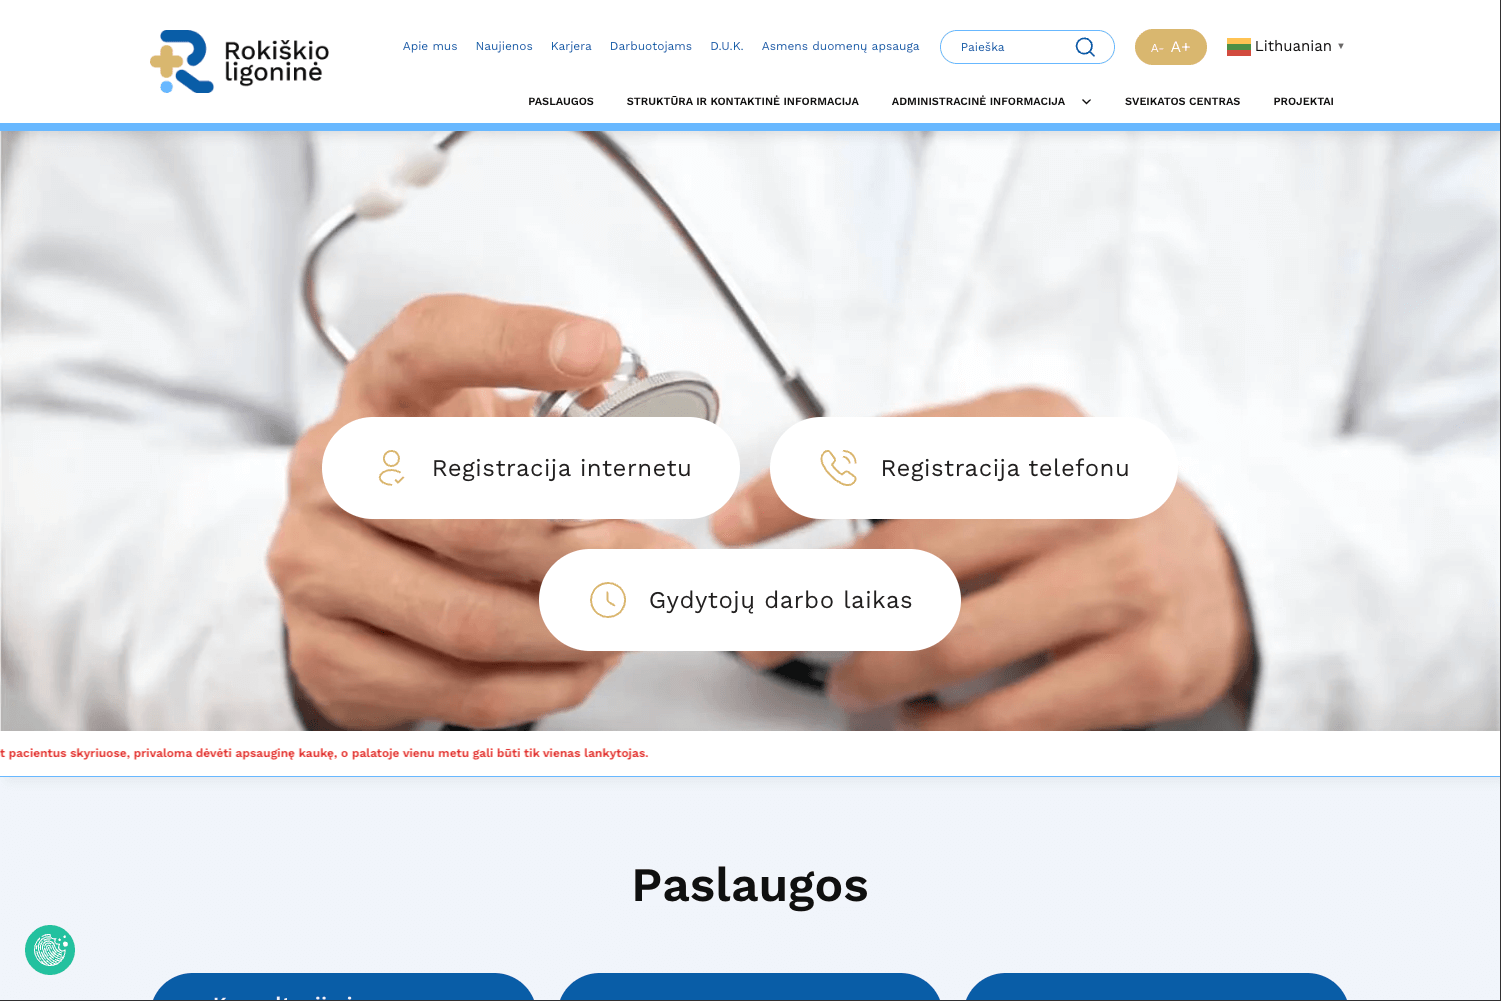 Rokiškio
ligoninė
Apie mus Naujienos Karjera Darbuotojams D.U.K. Asmens duomenų apsauga
Paieška
A- A+
Lithuanian ▼
PASLAUGOS STRUKTŪRA IR KONTAKTINĖ INFORMACIJA ADMINISTRACINĖ INFORMACIJA SVEIKATOS CENTRAS PROJEKTAI
Registracija internetu
Registracija telefonu
Gydytojų darbo laikas
t pacientus skyriuose, privaloma dėvėti apsauginę kaukę, o palatoje vienu metu gali būti tik vienas lankytojas.
Paslaugos